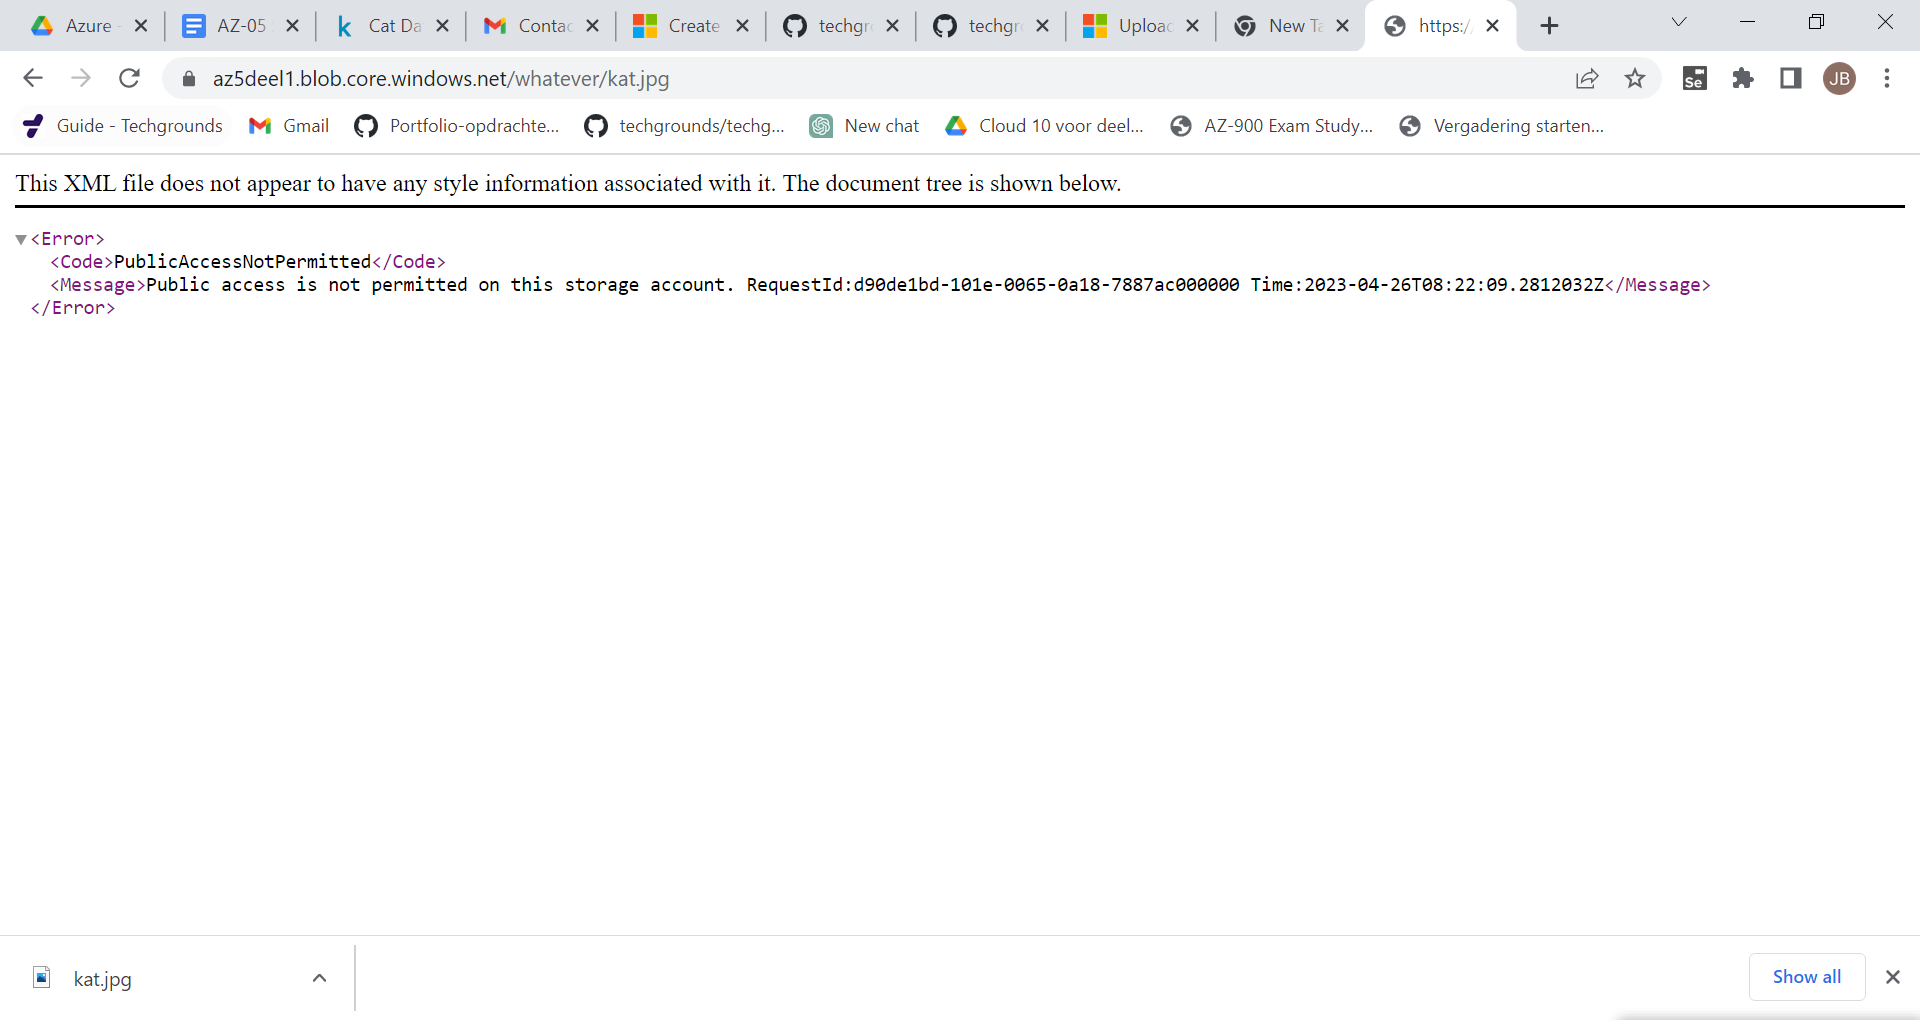 Azure -
AZ-05
Cat Da
Contac
Create
techgr
techgr
Upload
New Ta
https:/
az5deel1.blob.core.windows.net/whatever/kat.jpg
Se
JB
Guide - Techgrounds
Gmail
Portfolio-opdrachte...
techgrounds/techg...
New chat
Cloud 10 voor deel...
AZ-900 Exam Study...
Vergadering starten...
This XML file does not appear to have any style information associated with it. The document tree is shown below.
<Error>
<Code>PublicAccessNotPermitted</Code>
<Message>Public access is not permitted on this storage account. RequestId:d90de1bd-101e-0065-0a18-7887ac000000 Time:2023-04-26T08:22:09.2812032Z</Message>
</Error>
kat.jpg
Show all